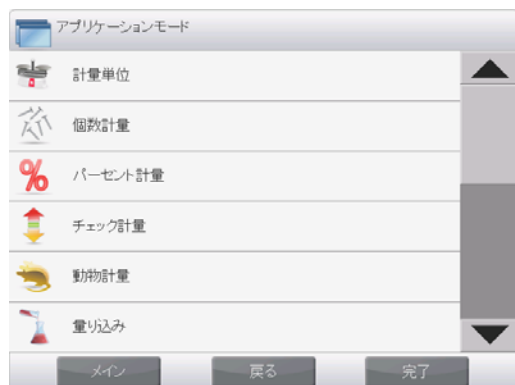 アプリケーションモード
計量単位
個数計量
パーセント計量
チェック計量
動物計量
量り込み
メイン
戻る
完了